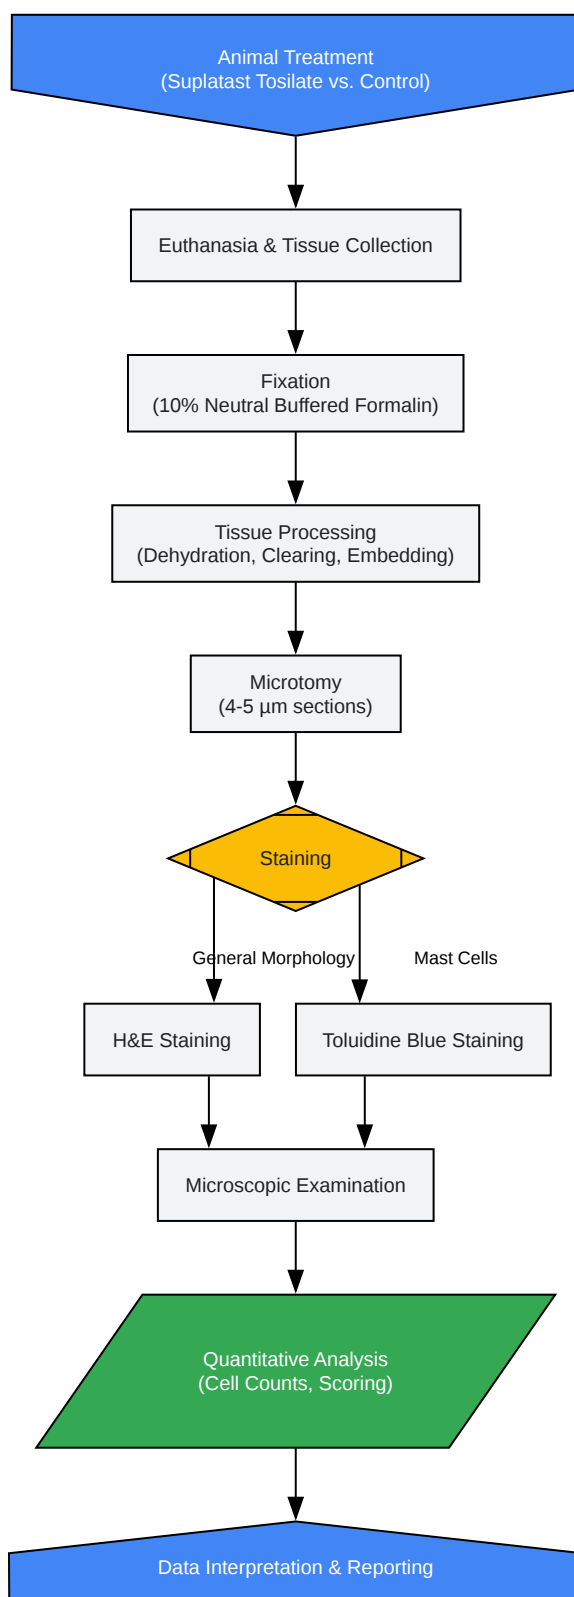 Animal Treatment
(Suplatast Tosilate vs. Control)
Euthanasia & Tissue Collection
Fixation
(10% Neutral Buffered Formalin)
Tissue Processing
(Dehydration, Clearing, Embedding)
Microtomy
(4-5 µm sections)
Staining
General Morphology
Mast Cells
H&E Staining
Toluidine Blue Staining
Microscopic Examination
Quantitative Analysis
(Cell Counts, Scoring)
Data Interpretation & Reporting